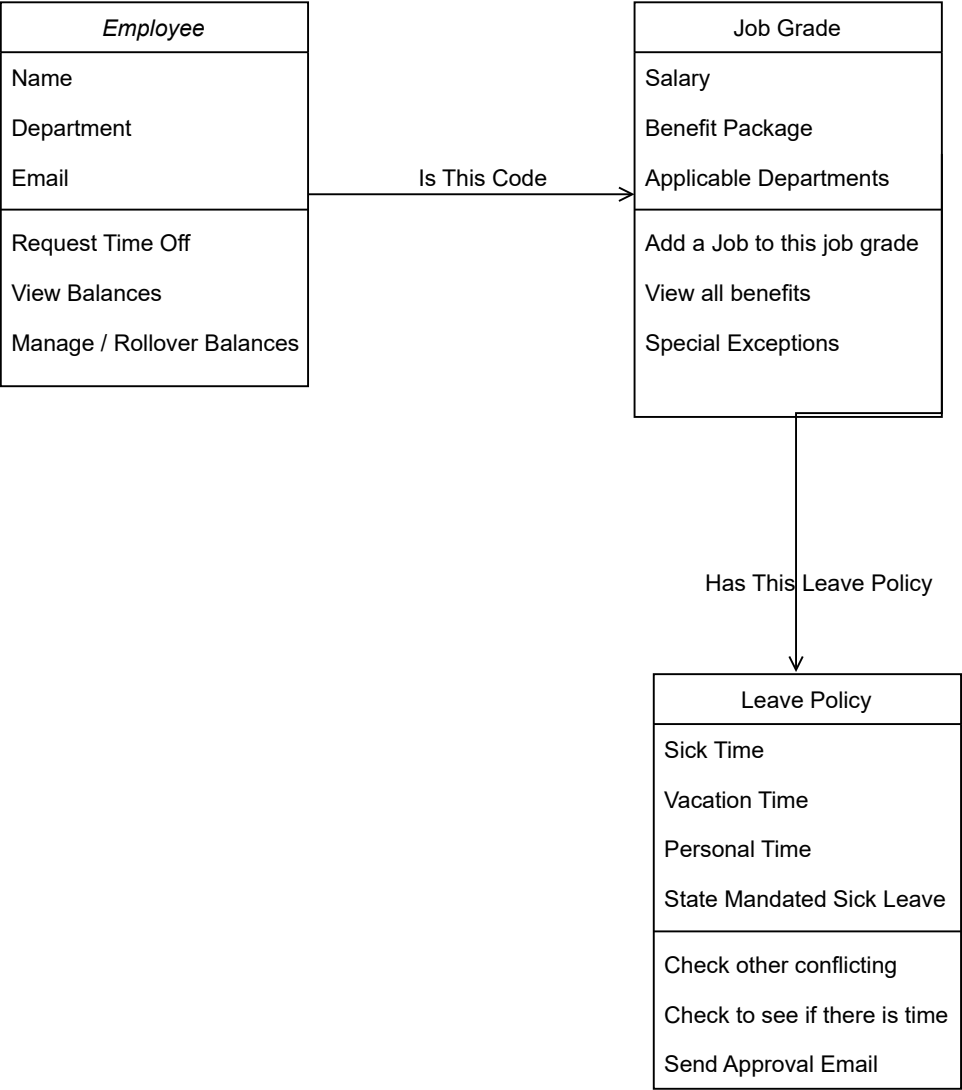 Employee
Name
Department
Email
Request Time Off
View Balances
Manage / Rollover Balances
Is This Code
Job Grade
Salary
Benefit Package
Applicable Departments
Add a Job to this job grade
View all benefits
Special Exceptions
Has This Leave Policy
Leave Policy
Sick Time
Vacation Time
Personal Time
State Mandated Sick Leave
Check other conflicting
Check to see if there is time
Send Approval Email